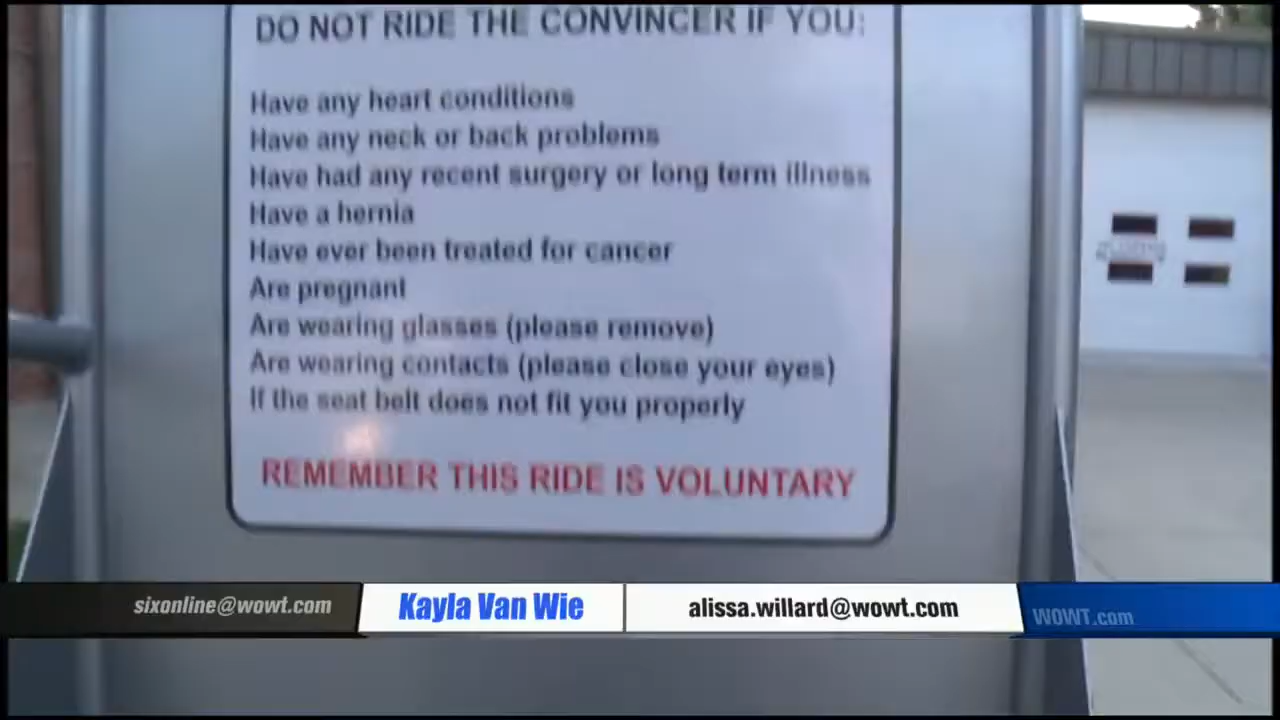 DO NOT RIDE THE CONVINCER IF YOU:
Have any heart conditions
Have any neck or back problems
Have had any recent surgery or long term illness
Have a hernia
Have ever been treated for cancer
Are pregnant
Are wearing glasses (please remove)
Are wearing contacts (please close your eyes)
If the seat belt does not fit you properly
REMEMBER THIS RIDE IS VOLUNTARY
sixonline@wowt.com
Kayla Van Wie
alissa.willard@wowt.com
WOWT.com